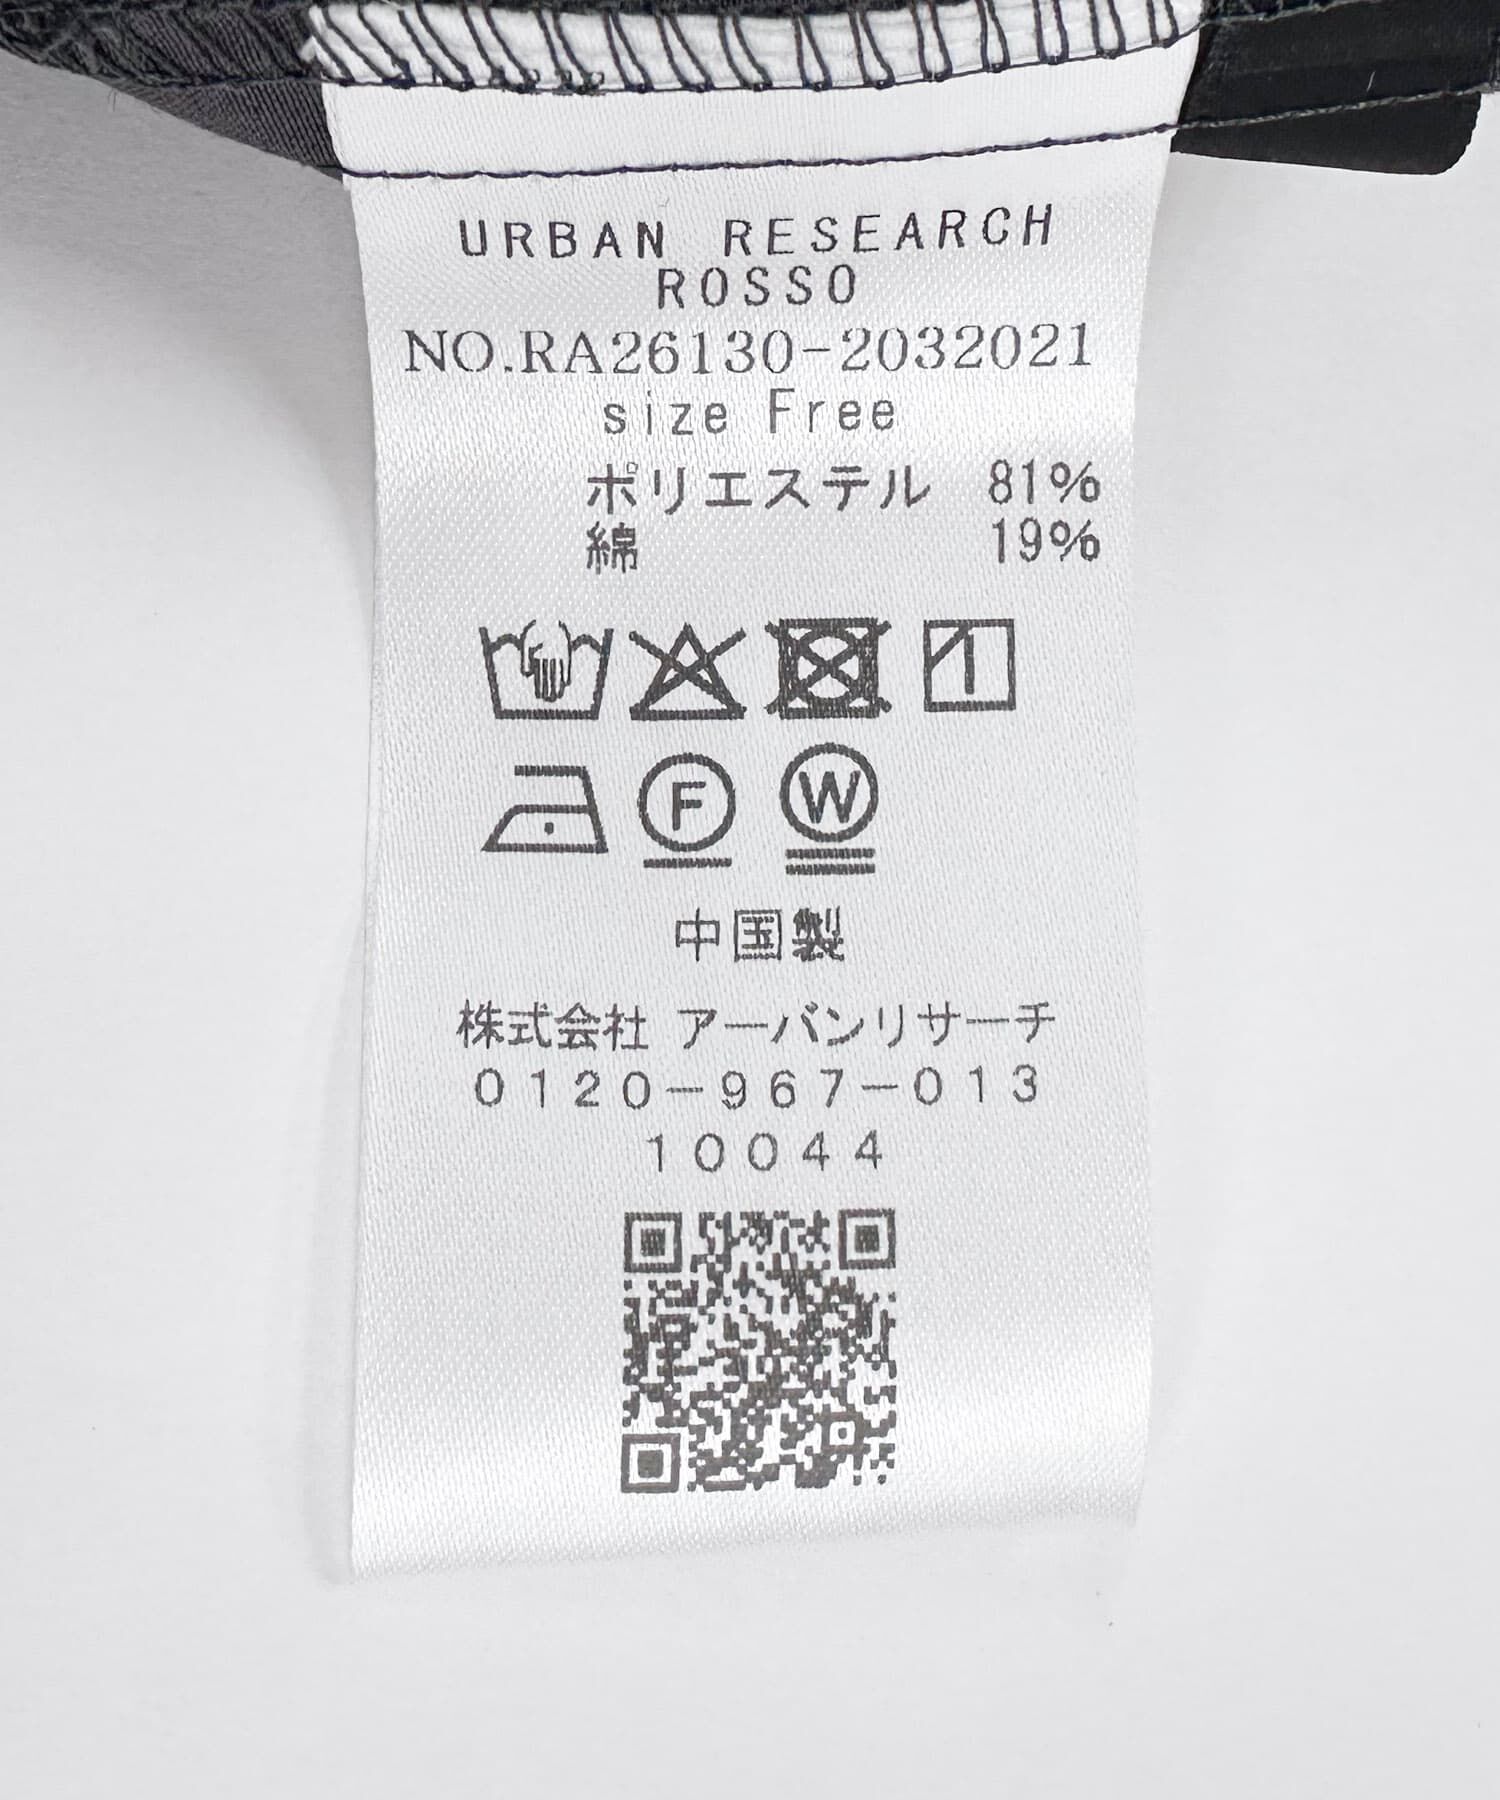 URBAN RESEARCH
ROSSO
NO.RA26130-2032021
size Free
ポリエステル 81%
綿 19%
F W
中国製
株式会社 アーバンリサーチ
0120-967-013
10044